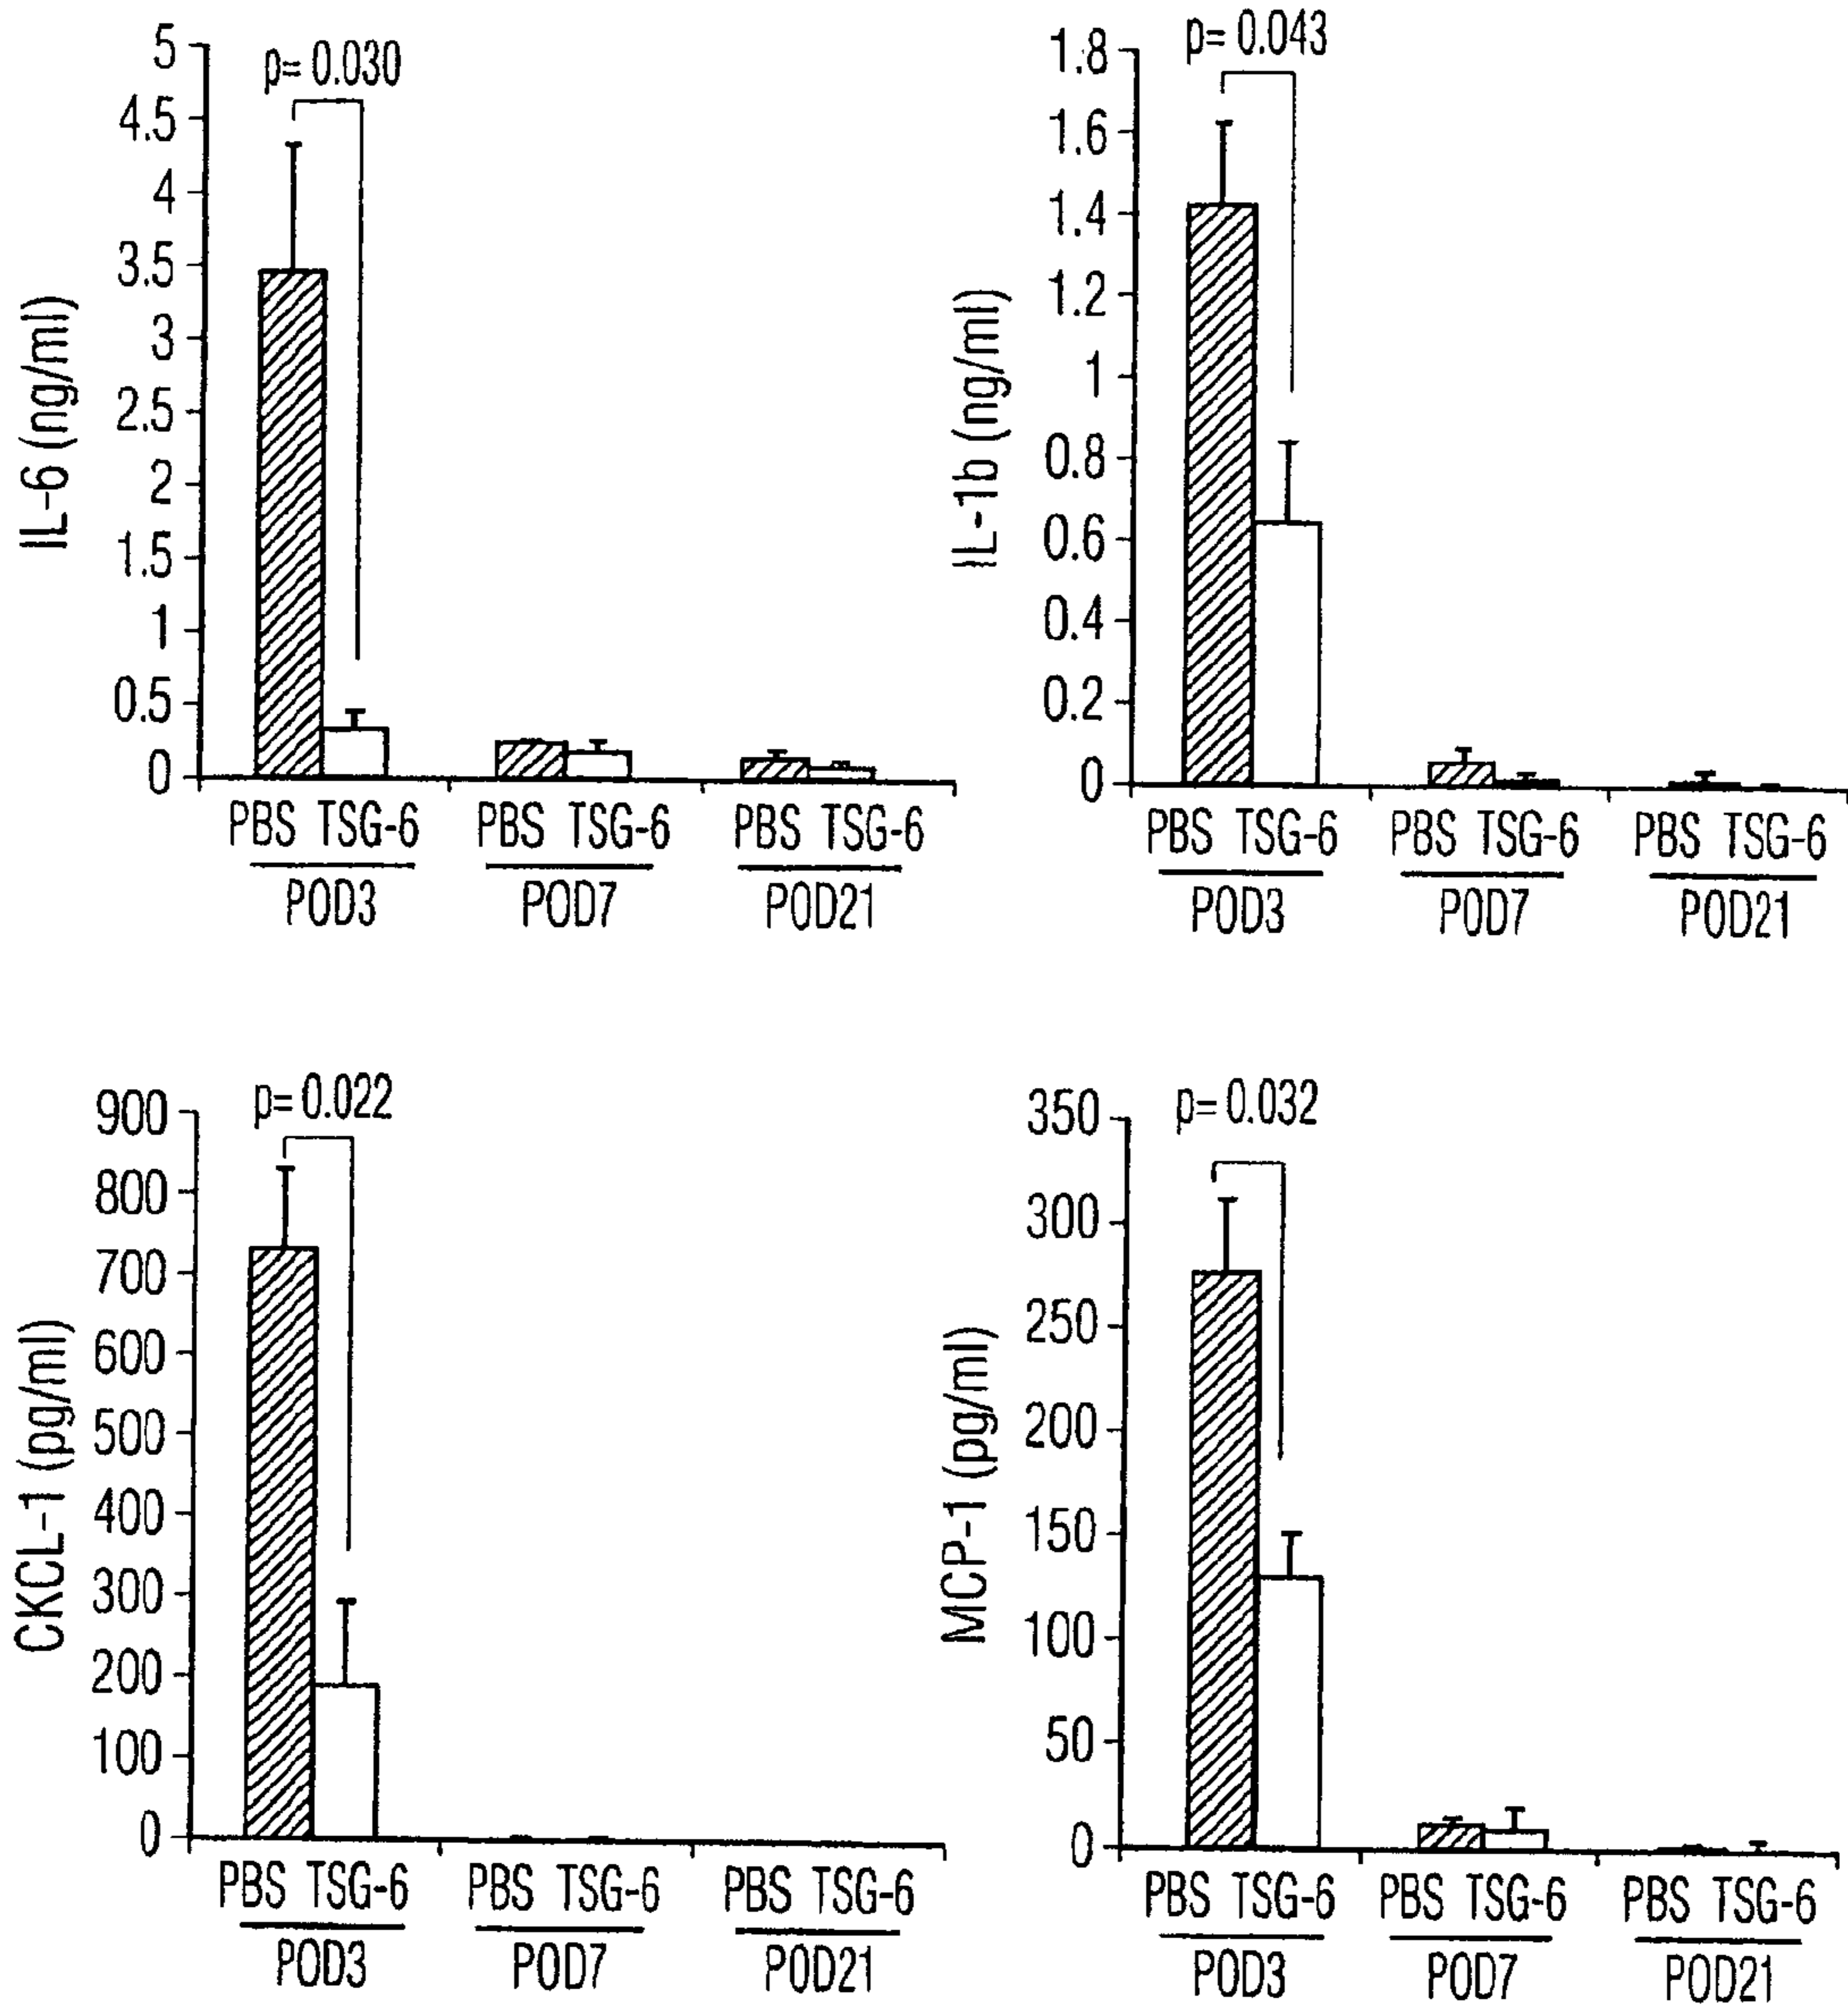 p= 0.030
5
4.5
4
3.5
3
2.5
2
1.5
1
0.5
0
IL-6 (ng/ml)
PBS TSG-6 PBS TSG-6 PBS TSG-6
POD3 POD7 POD21
p= 0.043
1.8
1.6
1.4
1.2
1
0.8
0.6
0.4
0.2
0
IL-1b (ng/ml)
PBS TSG-6 PBS TSG-6 PBS TSG-6
POD3 POD7 POD21
p= 0.022
900
800
700
600
500
400
300
200
100
0
CKCL-1 (pg/ml)
PBS TSG-6 PBS TSG-6 PBS TSG-6
POD3 POD7 POD21
p= 0.032
350
300
250
200
150
100
50
0
MCP-1 (pg/ml)
PBS TSG-6 PBS TSG-6 PBS TSG-6
POD3 POD7 POD21